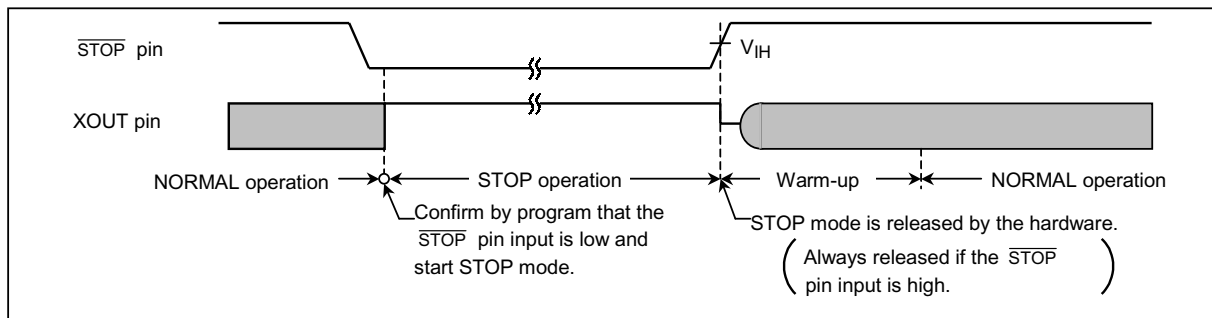 STOP pin
VIH
XOUT pin
NORMAL operation
STOP operation
Warm-up
NORMAL operation
Confirm by program that the
STOP pin input is low and
start STOP mode.
STOP mode is released by the hardware.
( Always released if the STOP
pin input is high. )